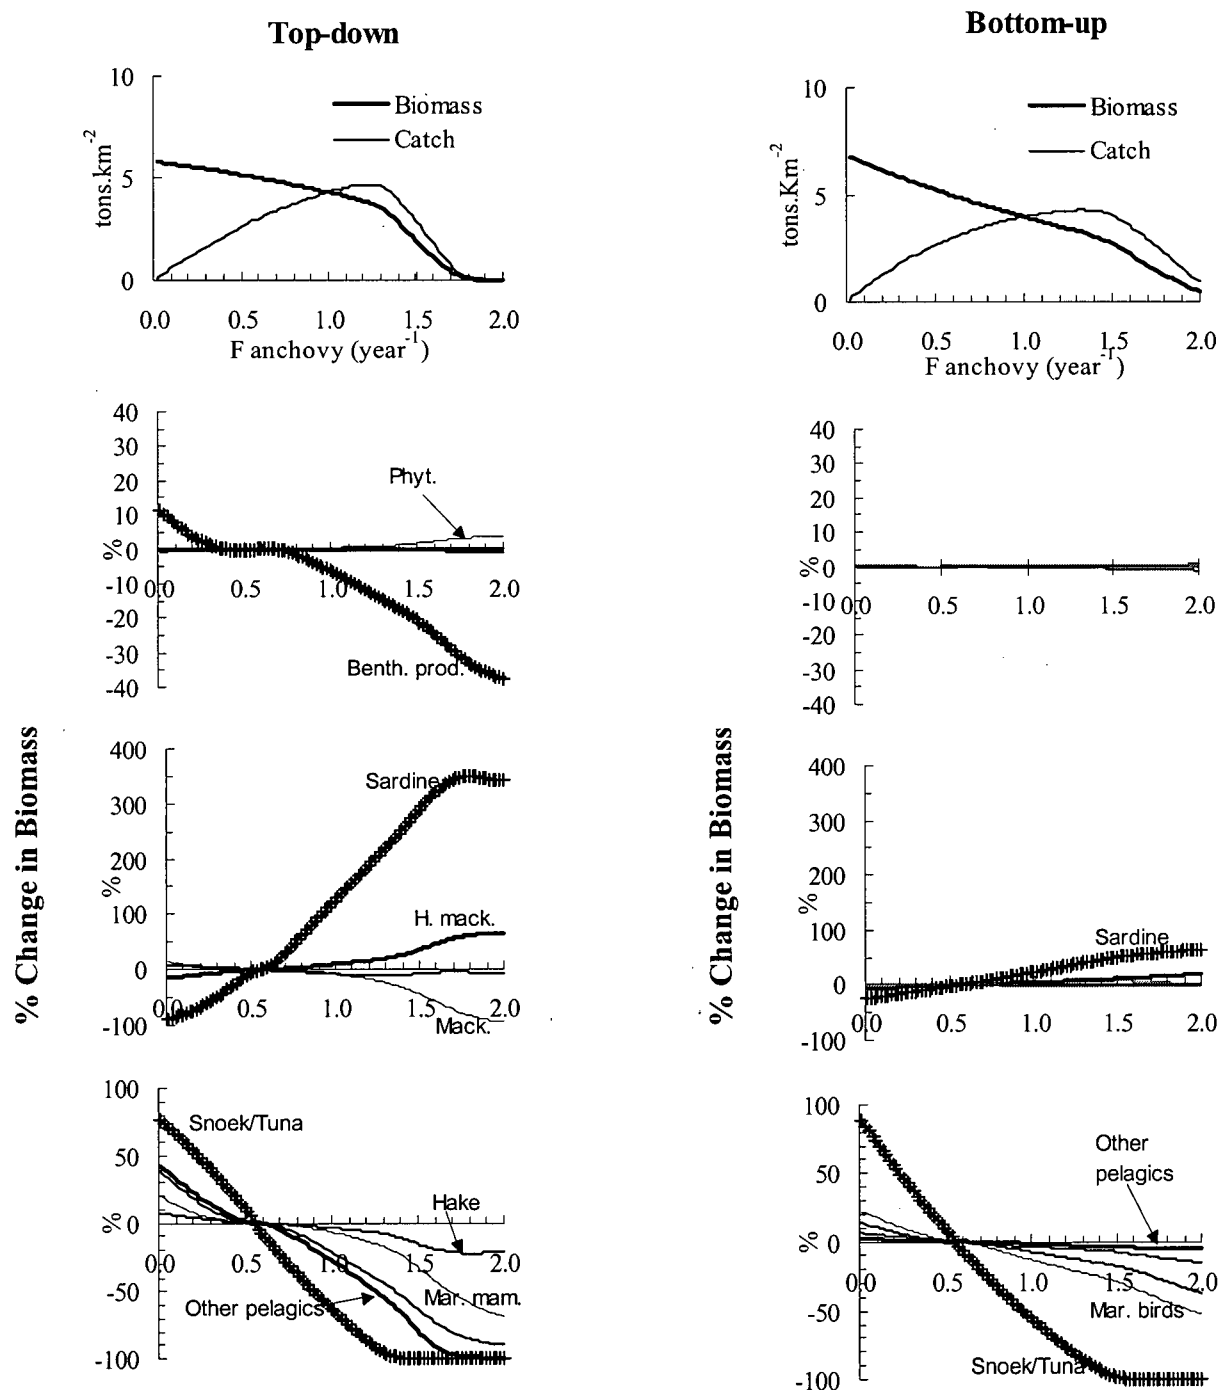 Top-down
10
Biomass
Catch
tons.km-2
5
0
0.0 0.5 1.0 1.5 2.0
F anchovy (year-1)
40
30
20
10
%
0
-10
-20
-30
-40
Phyt.
0.0 0.5 1.0 1.5 2.0
Benth. prod.
% Change in Biomass
400
300
200
%
100
0
-100
Sardine
H. mack.
0.0 0.5 1.0 1.5 2.0
Mack.
100
50
%
0
-50
-100
Snoek/Tuna
Hake
0.0 0.5 1.0 1.5 2.0
Other pelagics
Mar. mam.
Bottom-up
10
Biomass
Catch
tons.Km-2
5
0
0.0 0.5 1.0 1.5 2.0
F anchovy (year-1)
40
30
20
10
%
0
-10
-20
-30
-40
0.0 0.5 1.0 1.5 2.0
% Change in Biomass
400
300
200
%
100
0
-100
Sardine
0.0 0.5 1.0 1.5 2.0
100
50
%
0
-50
-100
Other
pelagics
0.0 0.5 1.0 1.5 2.0
Mar. birds
Snoek/Tuna